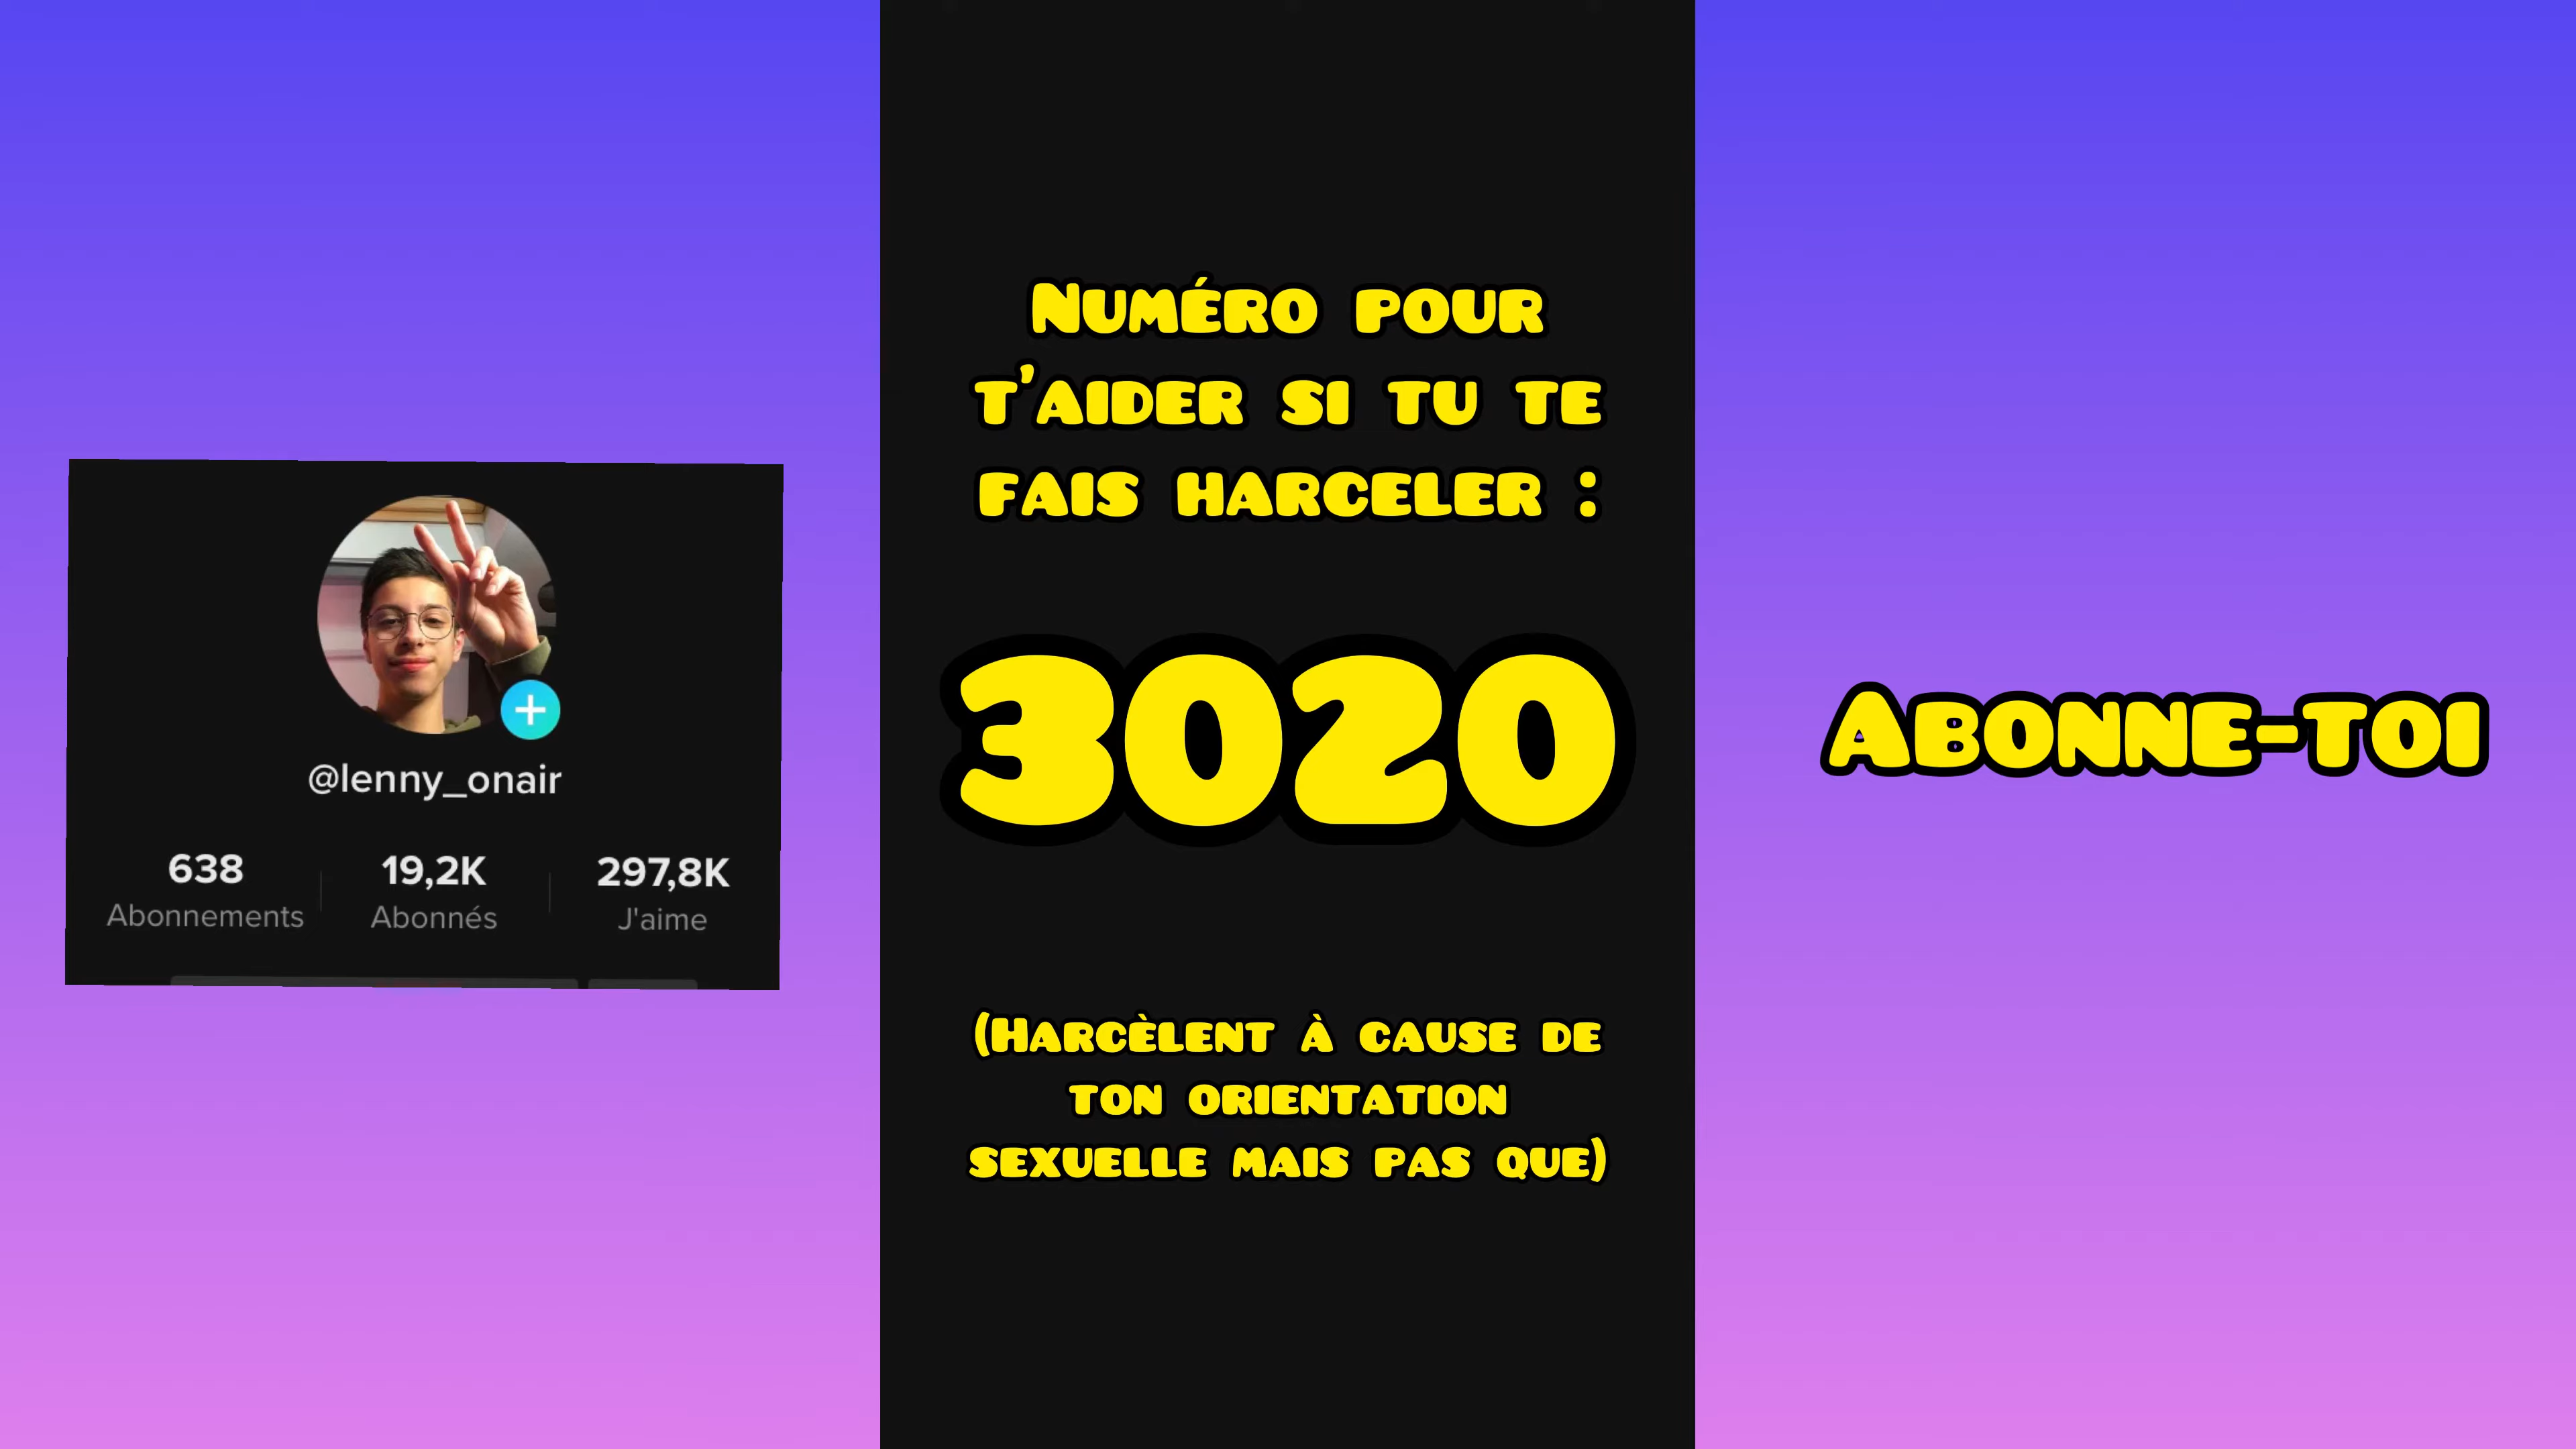 @lenny_onair
638
Abonnements
19,2K
Abonnés
297,8K
J'aime
Numéro pour
t'aider si tu te
fais harceler :
3020
(Harcèlent à cause de
ton orientation
sexuelle mais pas que)
Abonne-toi